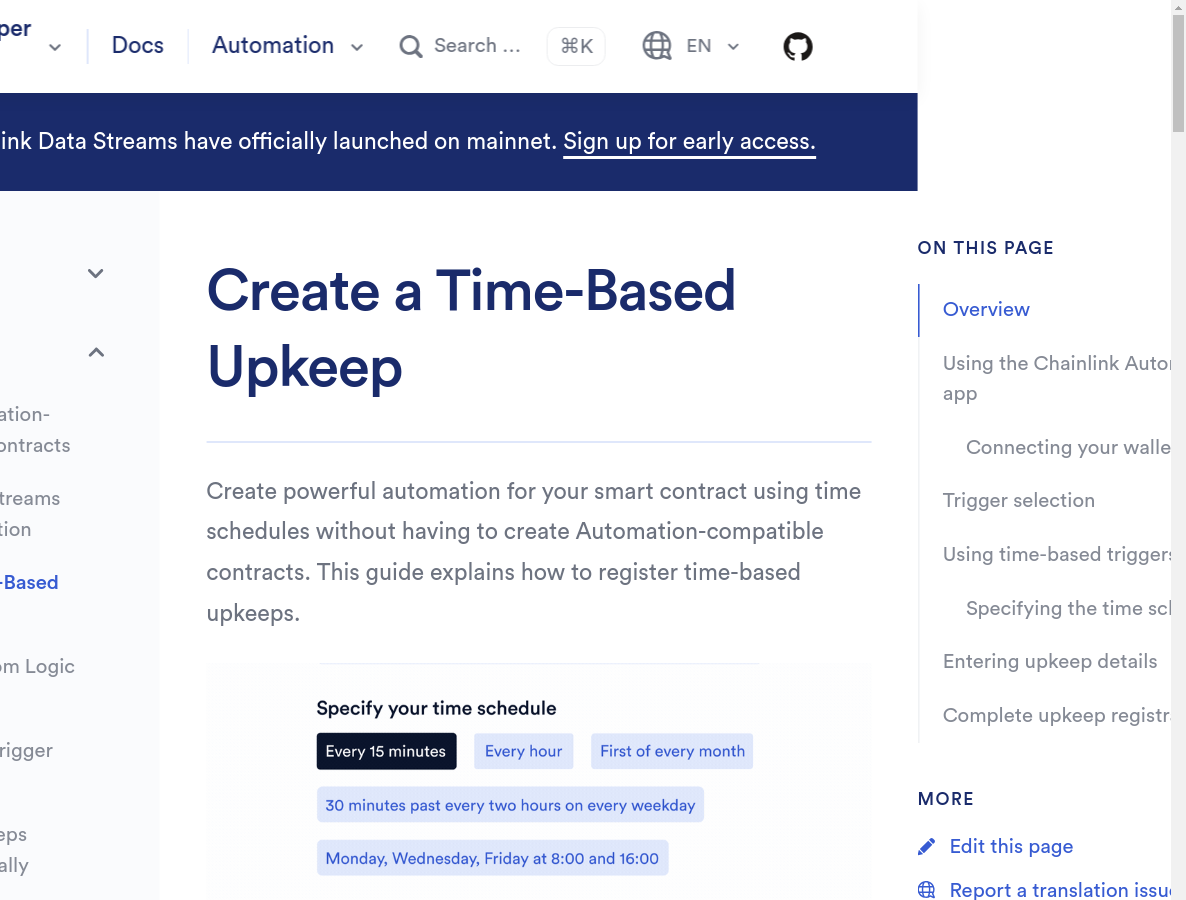 per
Docs
Automation
Search ...
⌘K
EN
ink Data Streams have officially launched on mainnet. Sign up for early access.
ation-
ontracts
treams
tion
-Based
om Logic
rigger
eps
ally
Create a Time-Based
Upkeep
Create powerful automation for your smart contract using time
schedules without having to create Automation-compatible
contracts. This guide explains how to register time-based
upkeeps.
Specify your time schedule
Every 15 minutes
Every hour
First of every month
30 minutes past every two hours on every weekday
Monday, Wednesday, Friday at 8:00 and 16:00
ON THIS PAGE
Overview
Using the Chainlink Autor
app
Connecting your walle
Trigger selection
Using time-based triggers
Specifying the time scl
Entering upkeep details
Complete upkeep registra
MORE
Edit this page
Report a translation issu